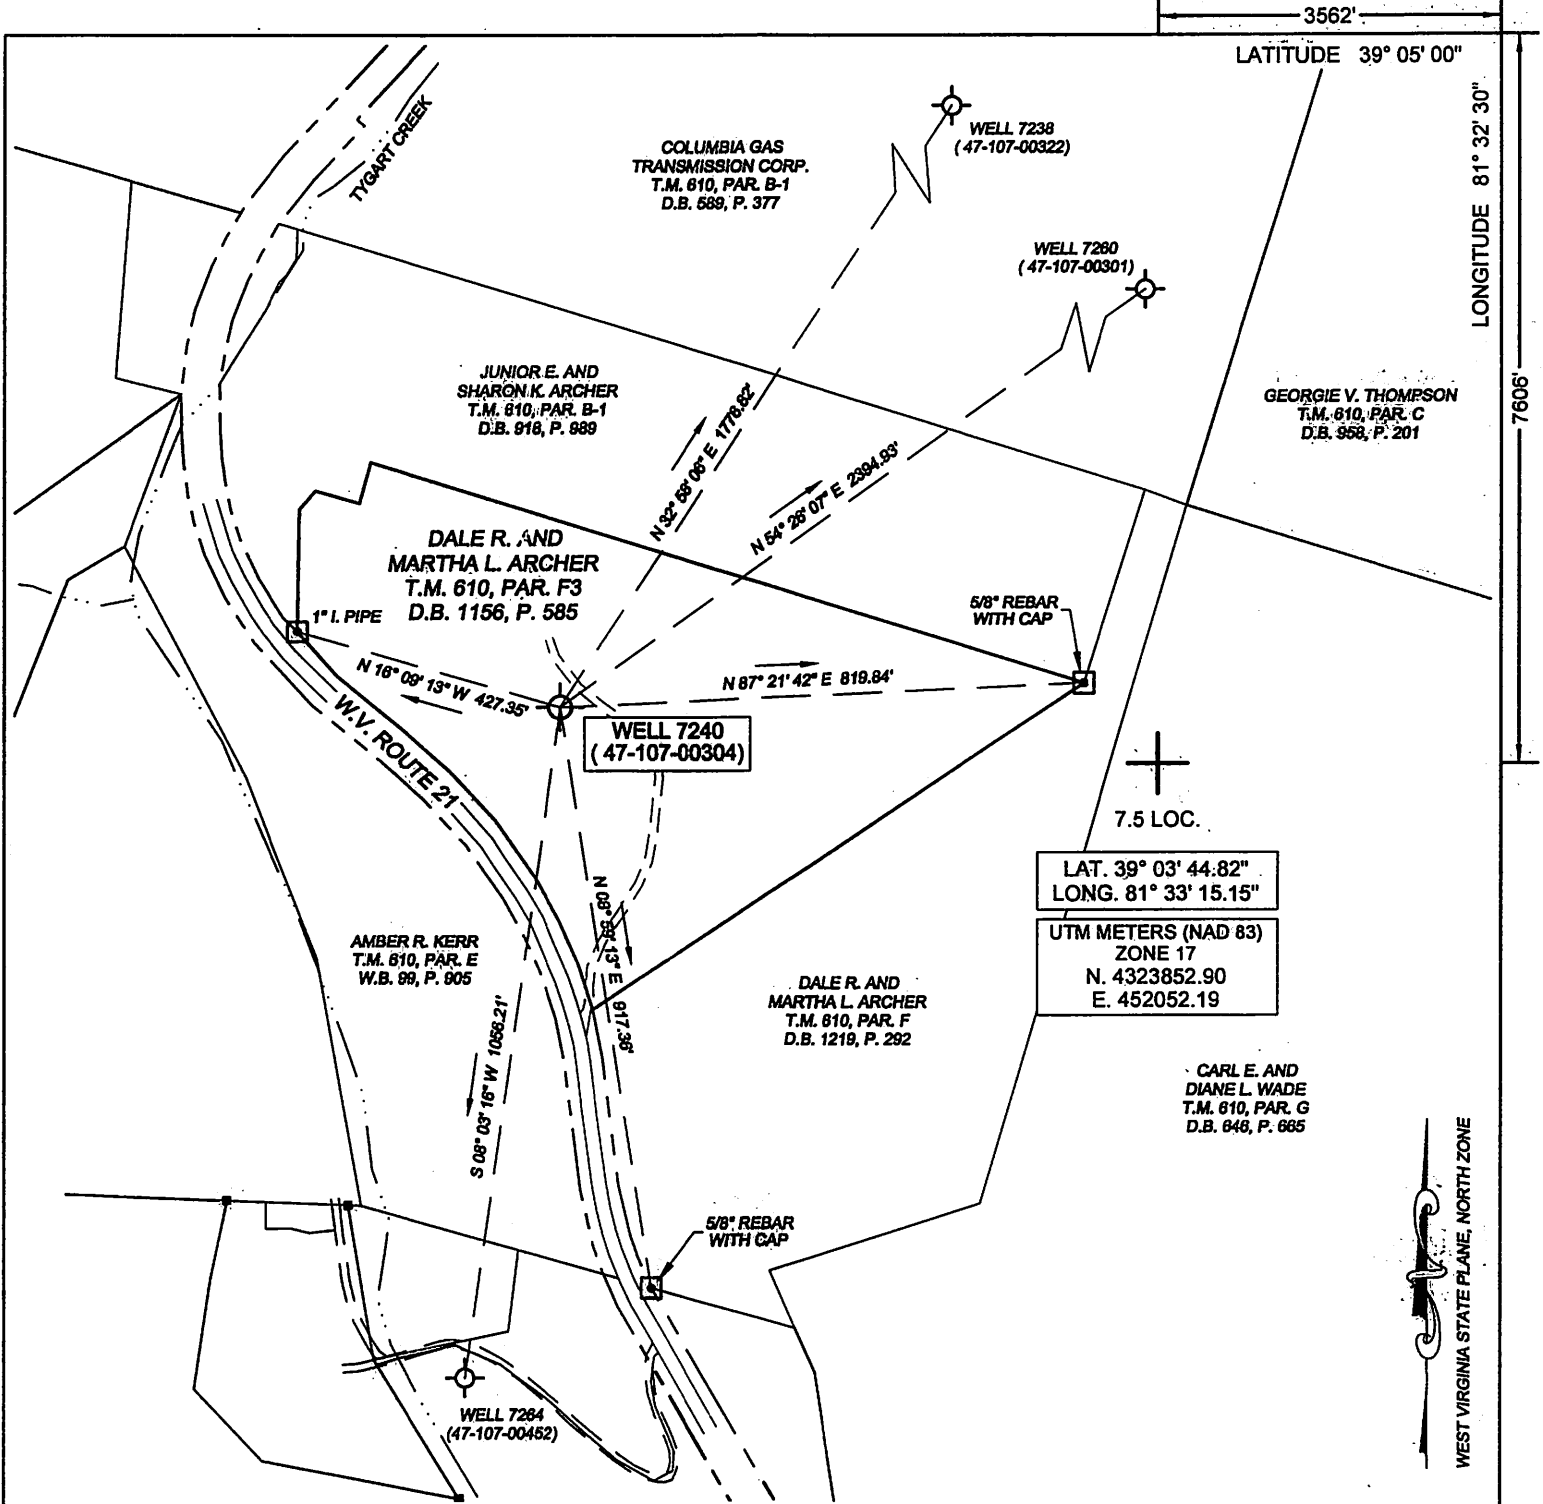 3562'
LATITUDE 39° 05' 00"
LONGITUDE 81° 32' 30"
7606'
TYGART CREEK
COLUMBIA GAS
TRANSMISSION CORP.
T.M. 610, PAR. B-1
D.B. 589, P. 377
WELL 7238
( 47-107-00322)
WELL 7260
( 47-107-00301)
JUNIOR E. AND
SHARON K. ARCHER
T.M. 610, PAR. B-1
D.B. 918, P. 989
GEORGIE V. THOMPSON
T.M. 610, PAR. C
D.B. 958, P. 201
N 32° 58' 06" E 1776.82'
N 54° 26' 07" E 2394.93'
DALE R. AND
MARTHA L. ARCHER
T.M. 610, PAR. F3
D.B. 1156, P. 585
1" I. PIPE
5/8" REBAR
WITH CAP
N 16° 09' 13" W 427.35'
N 87° 21' 42" E 819.84'
W.V. ROUTE 21
WELL 7240
( 47-107-00304)
7.5 LOC.
LAT. 39° 03' 44.82"
LONG. 81° 33' 15.15"
UTM METERS (NAD 83)
ZONE 17
N. 4323852.90
E. 452052.19
AMBER R. KERR
T.M. 610, PAR. E
W.B. 99, P. 905
N 08° 59' 13" E 917.36'
S 08° 03' 16" W 1056.21'
DALE R. AND
MARTHA L. ARCHER
T.M. 610, PAR. F
D.B. 1219, P. 292
CARL E. AND
DIANE L. WADE
T.M. 610, PAR. G
D.B. 646, P. 665
5/8" REBAR
WITH CAP
WELL 7264
(47-107-00452)
WEST VIRGINIA STATE PLANE, NORTH ZONE